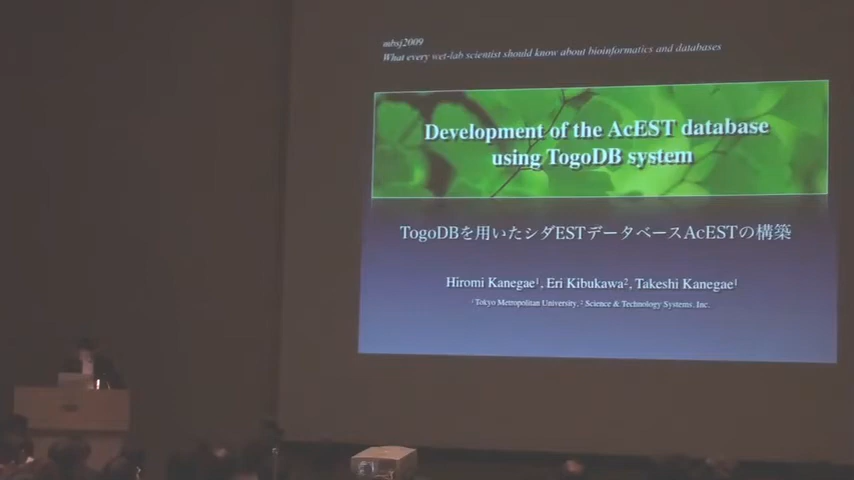 mbsj2009
What every wet-lab scientist should know about bioinformatics and databases
Development of the AcEST database
using TogoDB system
TogoDBを用いたシダESTデータベースAcESTの構築
Hiromi Kanegae¹, Eri Kibukawa², Takeshi Kanegae¹
¹ Tokyo Metropolitan University, ² Science & Technology Systems, Inc.